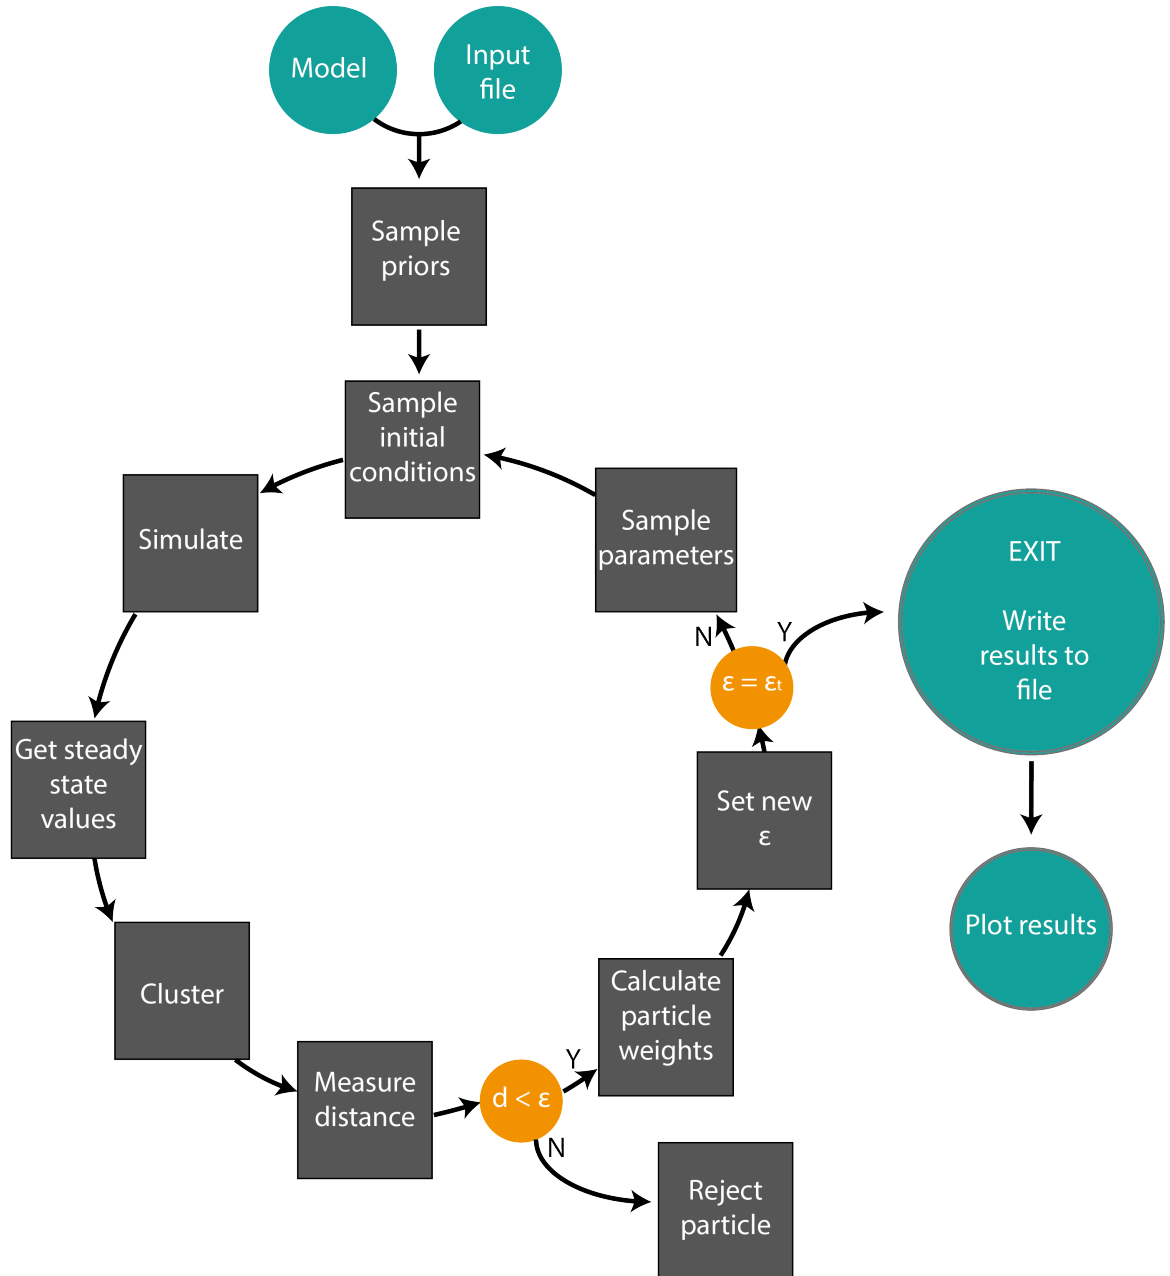 Model
Input
file
Sample
priors
Sample
initial
conditions
Simulate
Get steady
state
values
Cluster
Measure
distance
d < ε
Y
N
Reject
particle
Calculate
particle
weights
Set new
ε
ε = εt
N
Y
Sample
parameters
EXIT
Write
results to
file
Plot results